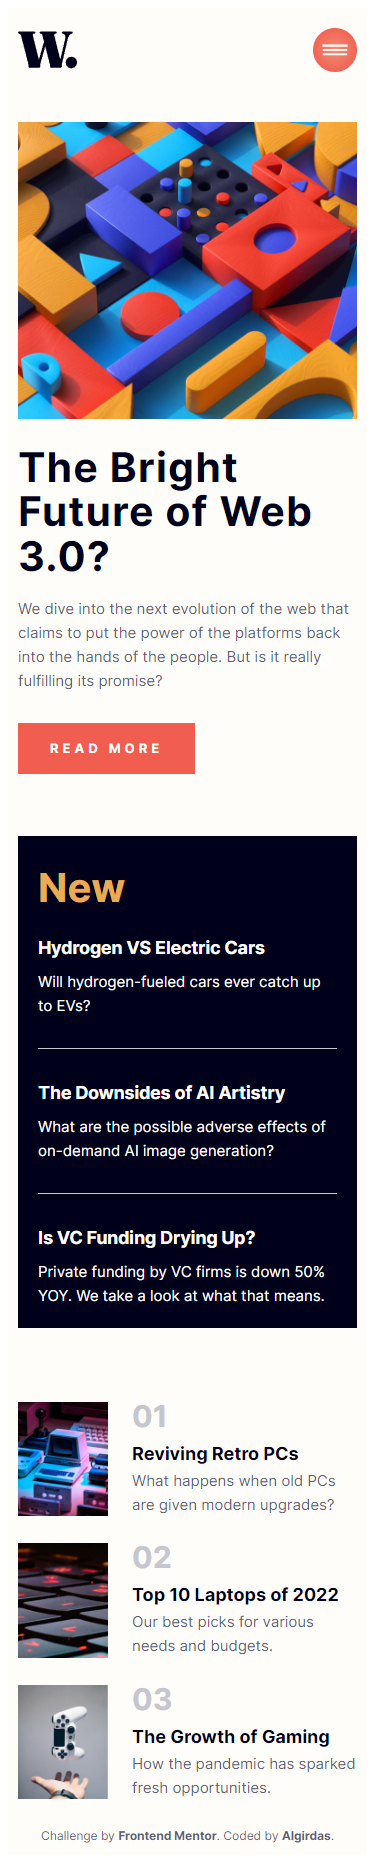 W.
The Bright
Future of Web
3.0?
We dive into the next evolution of the web that
claims to put the power of the platforms back
into the hands of the people. But is it really
fulfilling its promise?
READ MORE
New
Hydrogen VS Electric Cars
Will hydrogen-fueled cars ever catch up
to EVs?
The Downsides of AI Artistry
What are the possible adverse effects of
on-demand AI image generation?
Is VC Funding Drying Up?
Private funding by VC firms is down 50%
YOY. We take a look at what that means.
01
Reviving Retro PCs
What happens when old PCs
are given modern upgrades?
02
Top 10 Laptops of 2022
Our best picks for various
needs and budgets.
03
The Growth of Gaming
How the pandemic has sparked
fresh opportunities.
Challenge by Frontend Mentor. Coded by Algirdas.